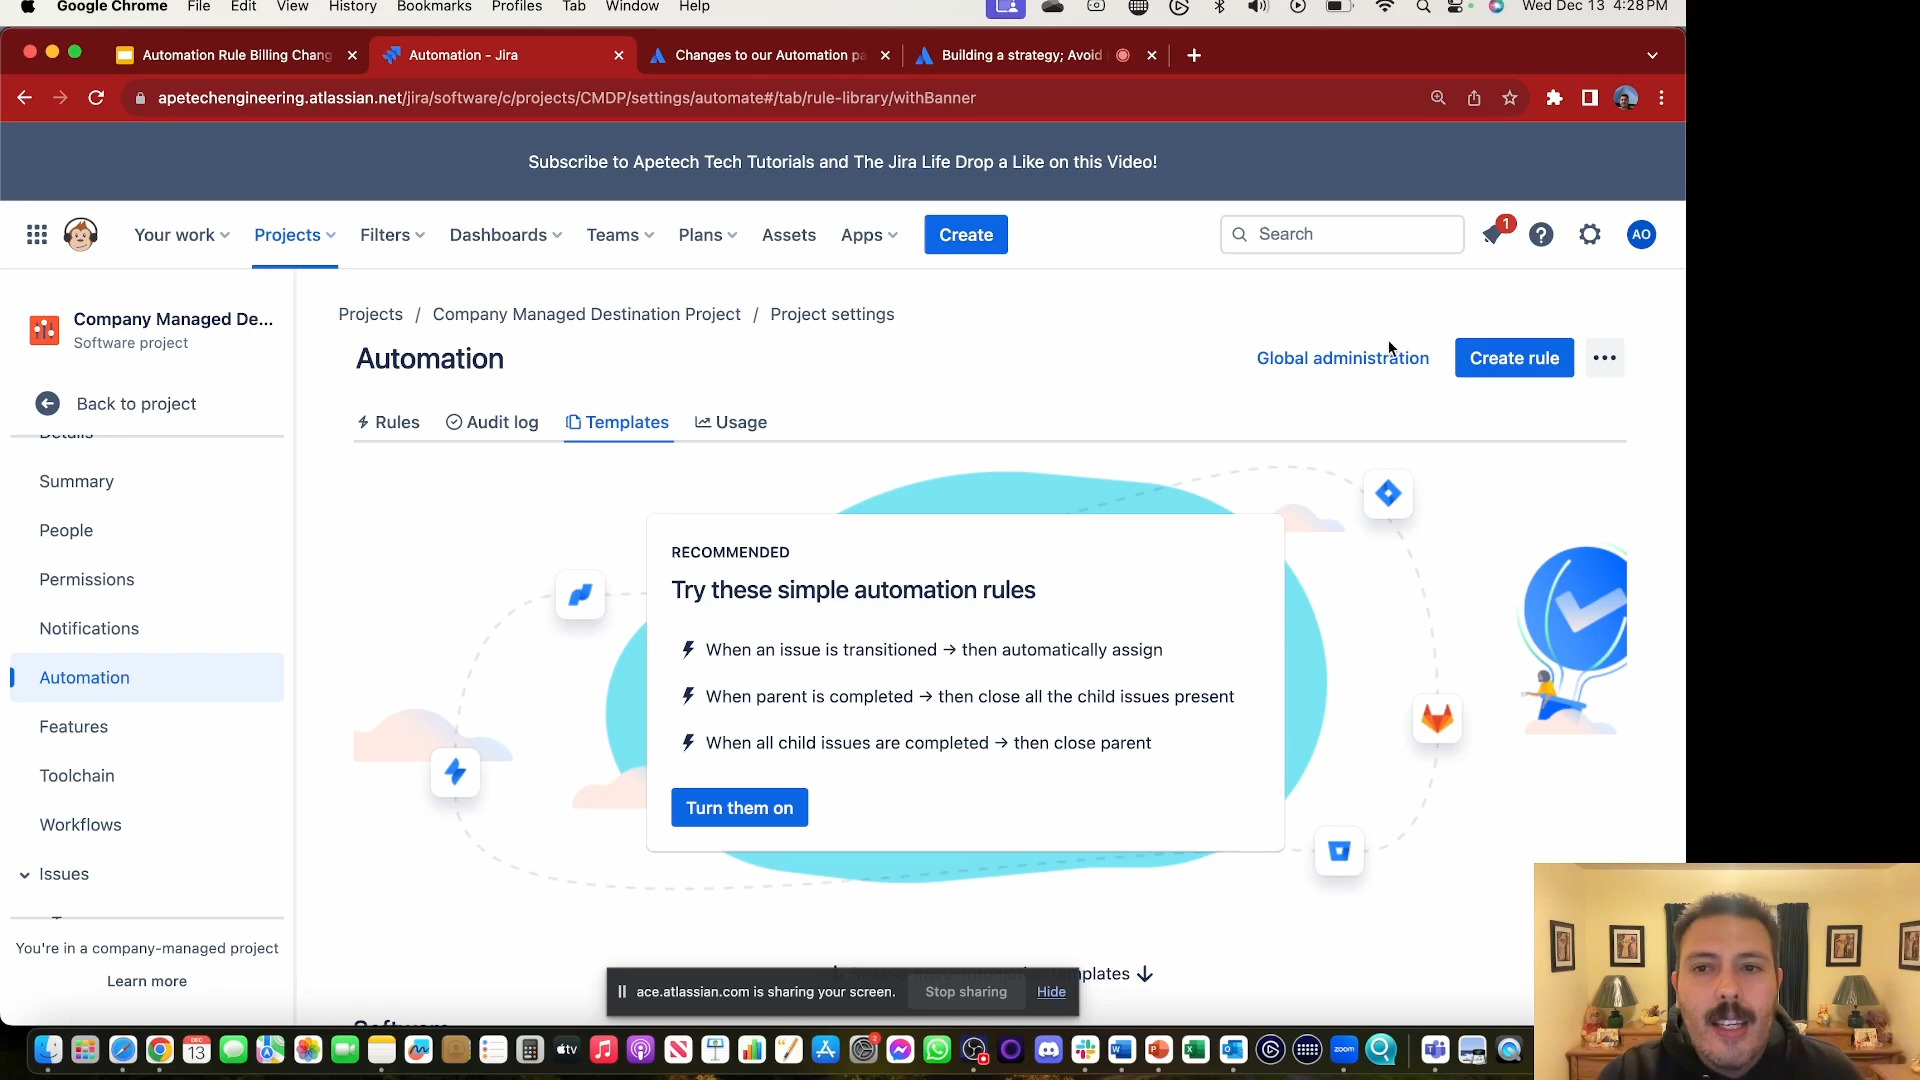 Google Chrome File Edit View History Bookmarks Profiles Tab Window Help Wed Dec 13 4:28 PM
Automation Rule Billing Chang Automation - Jira Changes to our Automation pa Building a strategy; Avoid
apetechengineering.atlassian.net/jira/software/c/projects/CMDP/settings/automate#/tab/rule-library/withBanner
Subscribe to Apetech Tech Tutorials and The Jira Life Drop a Like on this Video!
Your work Projects Filters Dashboards Teams Plans Assets Apps Create Search 1 AO
Company Managed De...
Software project
Back to project
Details
Summary
People
Permissions
Notifications
Automation
Features
Toolchain
Workflows
Issues
You're in a company-managed project
Learn more
Projects / Company Managed Destination Project / Project settings
Automation
Global administration Create rule
Rules Audit log Templates Usage
RECOMMENDED
Try these simple automation rules
When an issue is transitioned → then automatically assign
When parent is completed → then close all the child issues present
When all child issues are completed → then close parent
Turn them on
ace.atlassian.com is sharing your screen. Stop sharing Hide
Software
DEC
13
tv
2
zoom